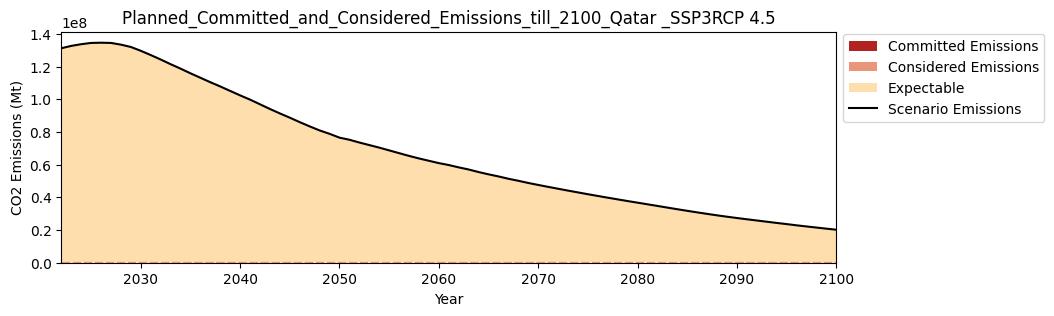 Planned_Committed_and_Considered_Emissions_till_2100_Qatar _SSP3RCP 4.5
1e8
1.4
1.2
1.0
0.8
0.6
0.4
0.2
0.0
CO2 Emissions (Mt)
2030 2040 2050 2060 2070 2080 2090 2100
Year
Committed Emissions
Considered Emissions
Expectable
Scenario Emissions